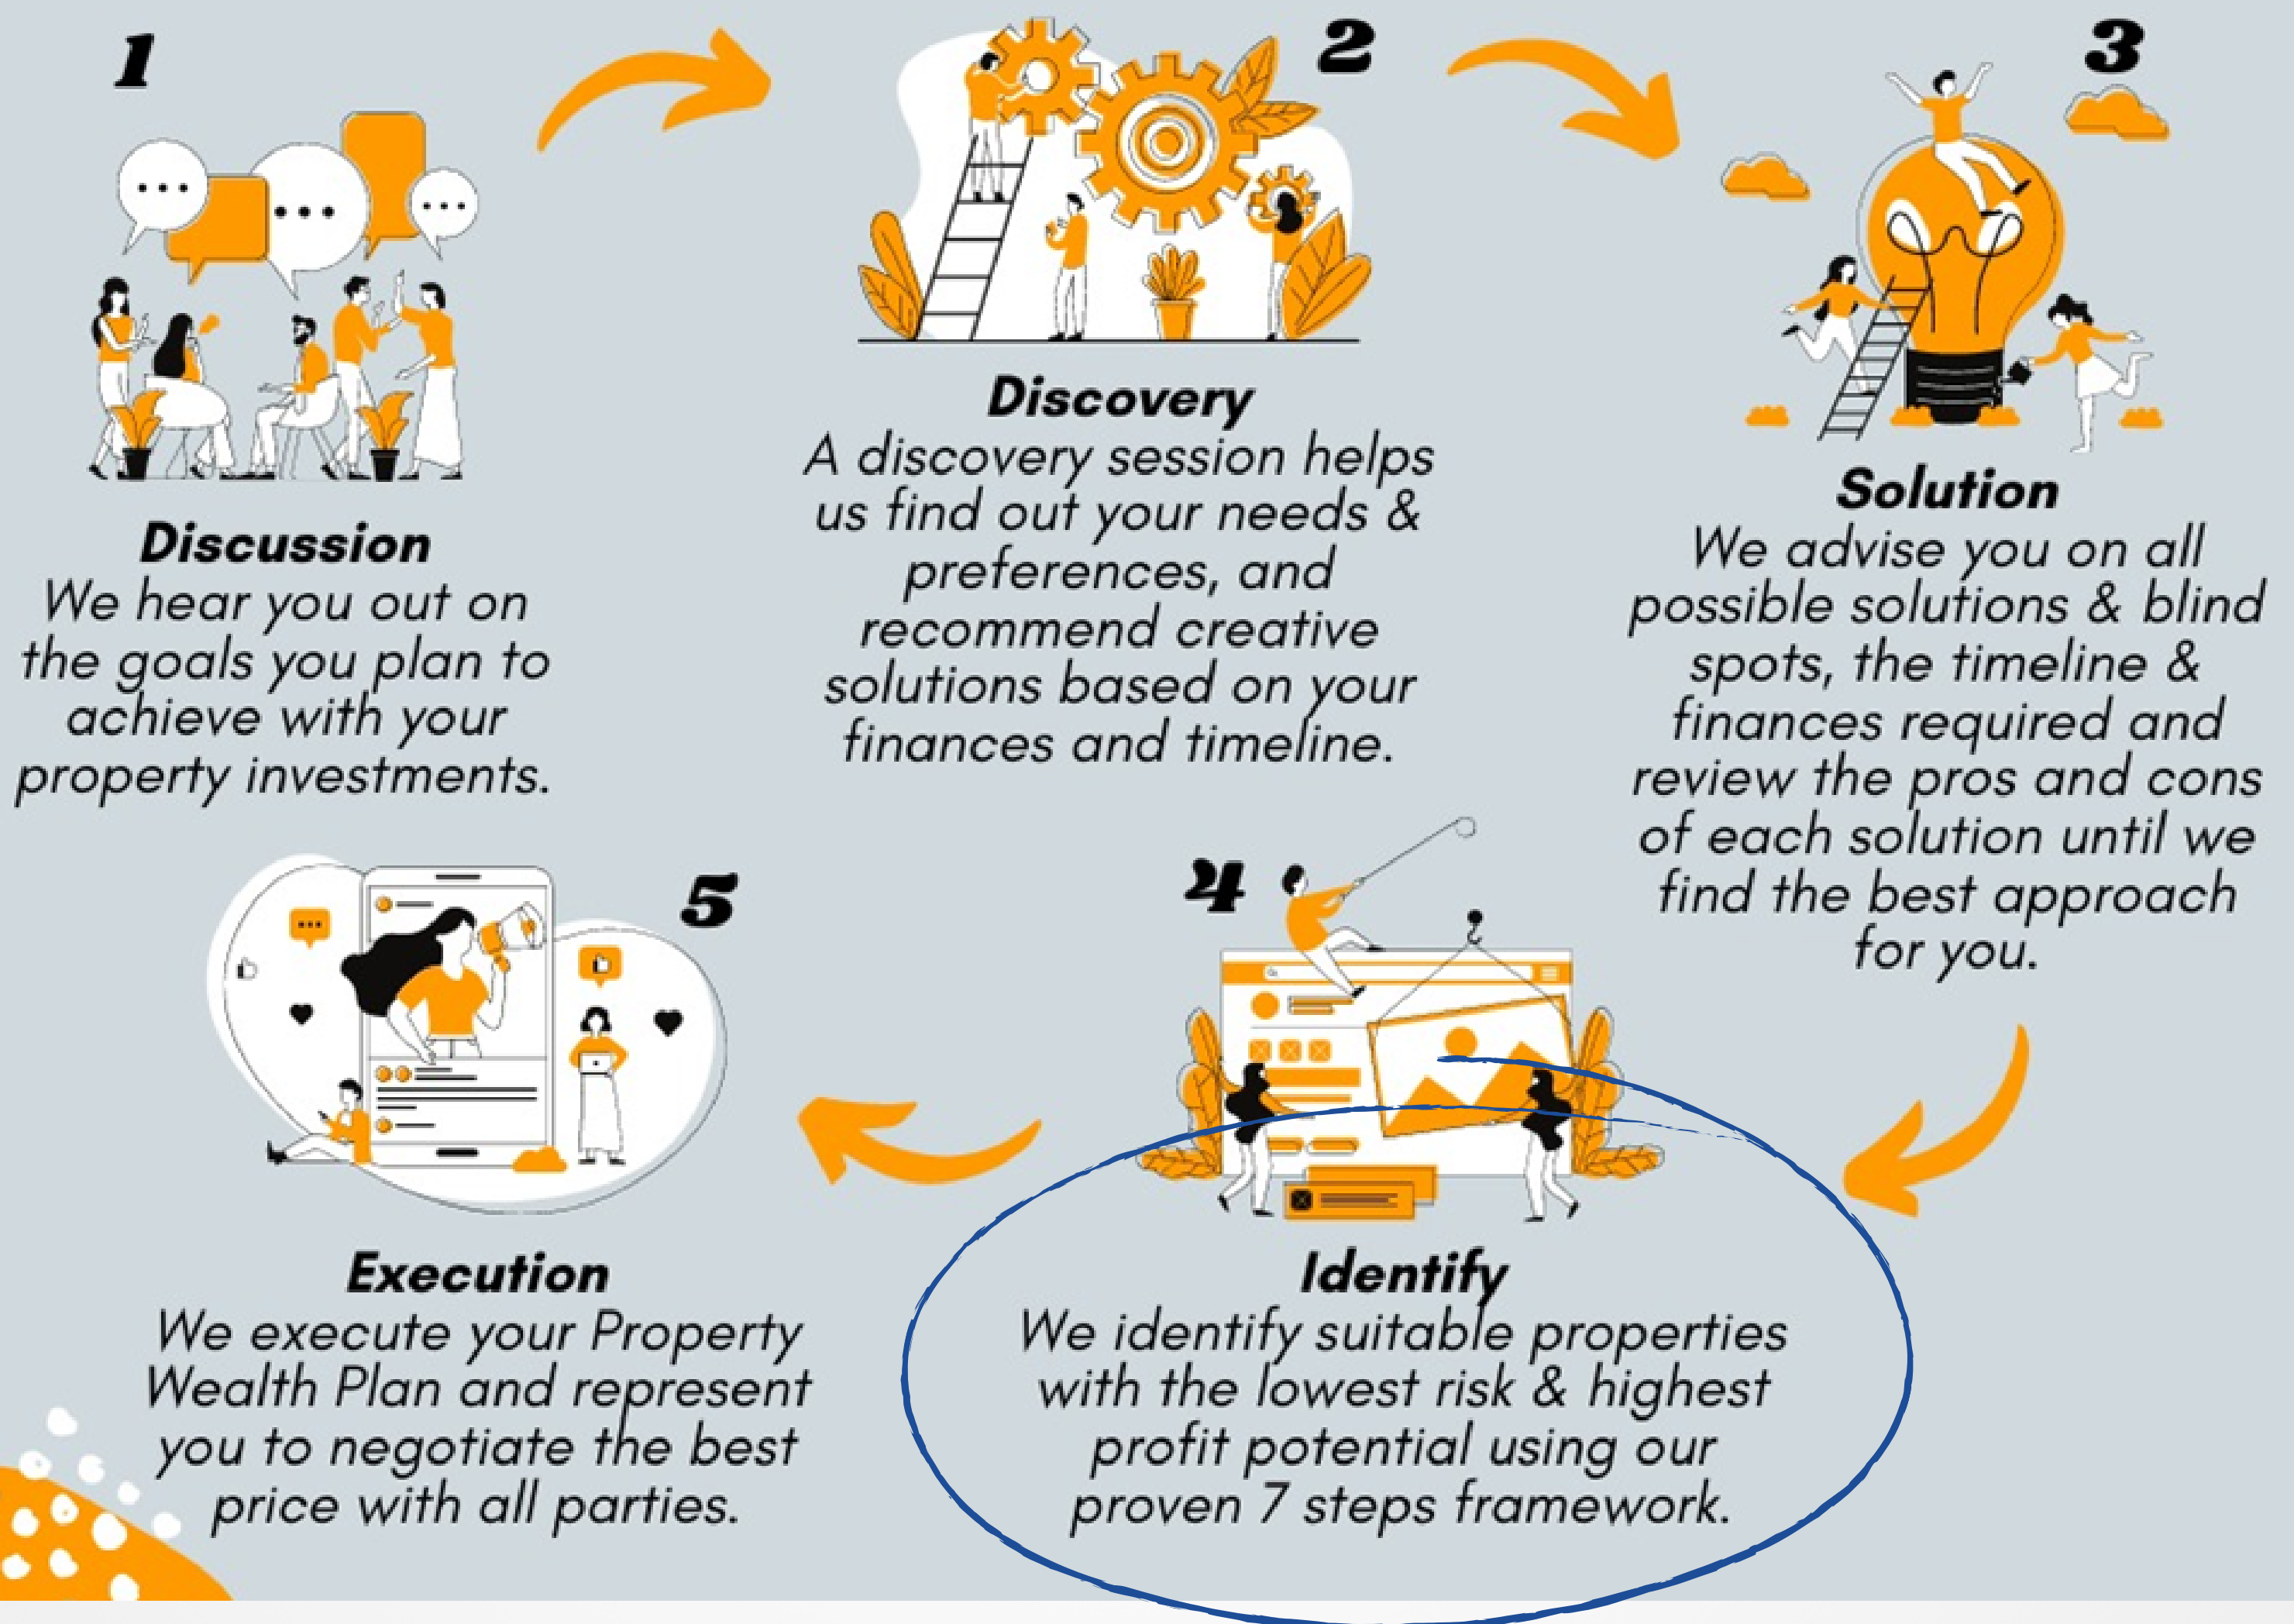 1
Discussion
We hear you out on
the goals you plan to
achieve with your
property investments.
2
Discovery
A discovery session helps
us find out your needs &
preferences, and
recommend creative
solutions based on your
finances and timeline.
3
Solution
We advise you on all
possible solutions & blind
spots, the timeline &
finances required and
review the pros and cons
of each solution until we
find the best approach
for you.
4
Identify
We identify suitable properties
with the lowest risk & highest
profit potential using our
proven 7 steps framework.
5
Execution
We execute your Property
Wealth Plan and represent
you to negotiate the best
price with all parties.